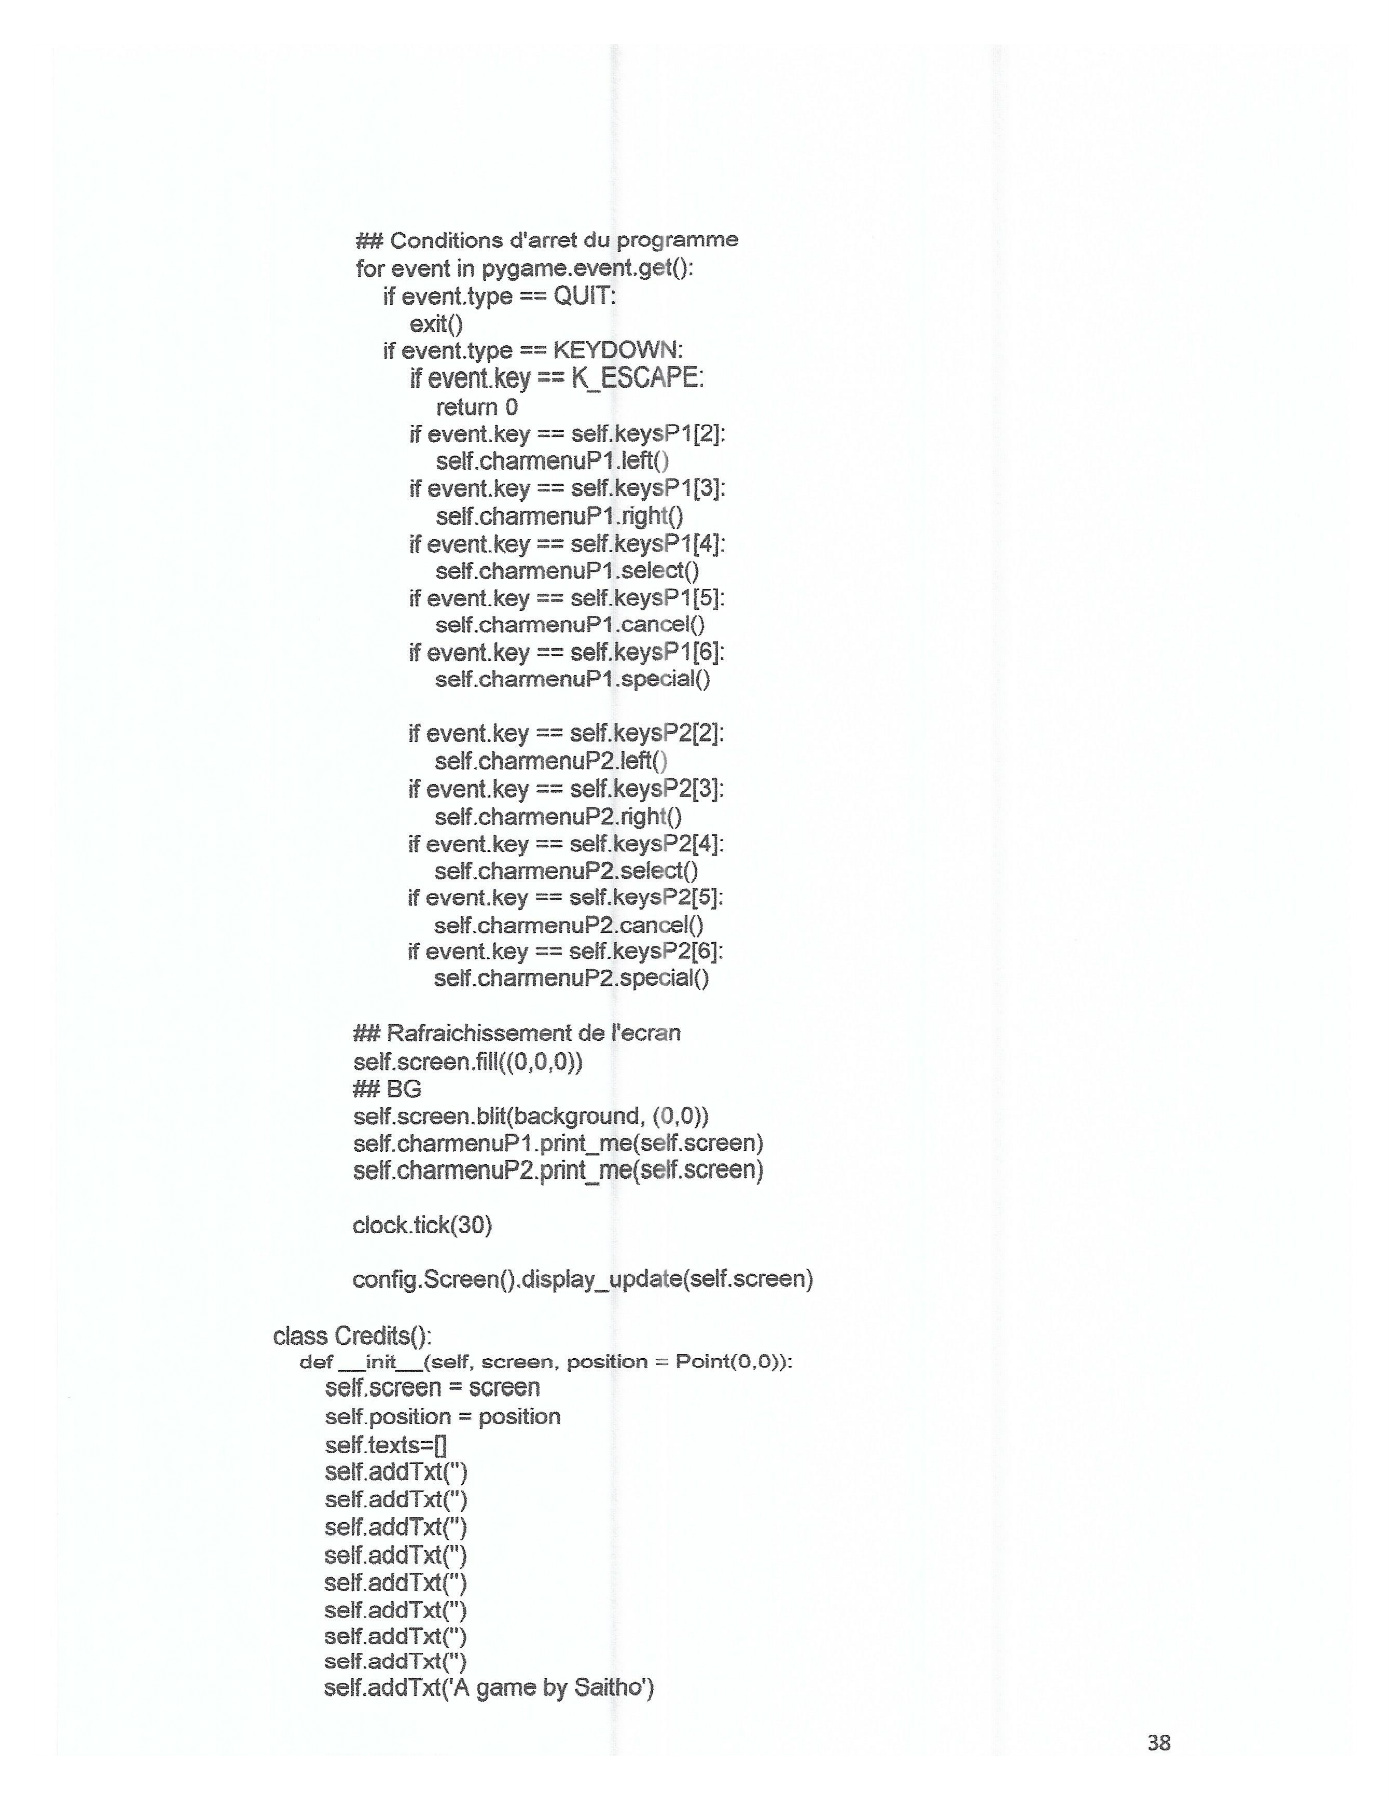 ## Conditions d'arret du programme
for event in pygame.event.get():
if event.type == QUIT:
exit()
if event.type == KEYDOWN:
if event.key == K_ESCAPE:
return 0
if event.key == self.keysP1[2]:
self.charmenuP1.left()
if event.key == self.keysP1[3]:
self.charmenuP1.right()
if event.key == self.keysP1[4]:
self.charmenuP1.select()
if event.key == self.keysP1[5]:
self.charmenuP1.cancel()
if event.key == self.keysP1[6]:
self.charmenuP1.special()
if event.key == self.keysP2[2]:
self.charmenuP2.left()
if event.key == self.keysP2[3]:
self.charmenuP2.right()
if event.key == self.keysP2[4]:
self.charmenuP2.select()
if event.key == self.keysP2[5]:
self.charmenuP2.cancel()
if event.key == self.keysP2[6]:
self.charmenuP2.special()
## Rafraichissement de l'ecran
self.screen.fill((0,0,0))
## BG
self.screen.blit(background, (0,0))
self.charmenuP1.print_me(self.screen)
self.charmenuP2.print_me(self.screen)
clock.tick(30)
config.Screen().display_update(self.screen)
class Credits():
def __init__(self, screen, position = Point(0,0)):
self.screen = screen
self.position = position
self.texts=[]
self.addTxt('')
self.addTxt('')
self.addTxt('')
self.addTxt('')
self.addTxt('')
self.addTxt('')
self.addTxt('')
self.addTxt('')
self.addTxt('A game by Saitho')
38